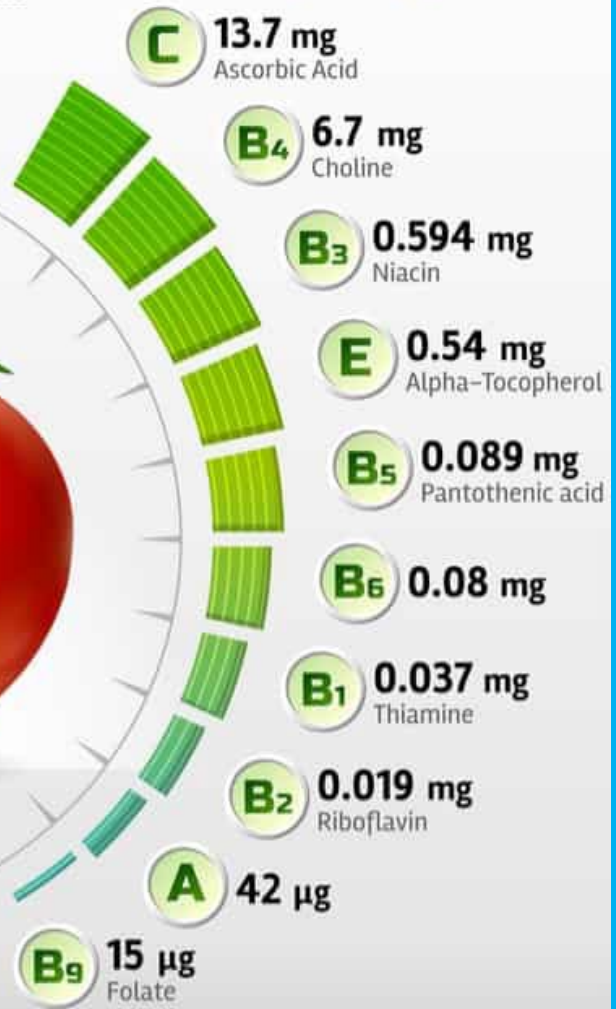 C 13.7 mg
Ascorbic Acid
B4 6.7 mg
Choline
B3 0.594 mg
Niacin
E 0.54 mg
Alpha-Tocopherol
B5 0.089 mg
Pantothenic acid
B6 0.08 mg
B1 0.037 mg
Thiamine
B2 0.019 mg
Riboflavin
A 42 µg
B9 15 µg
Folate